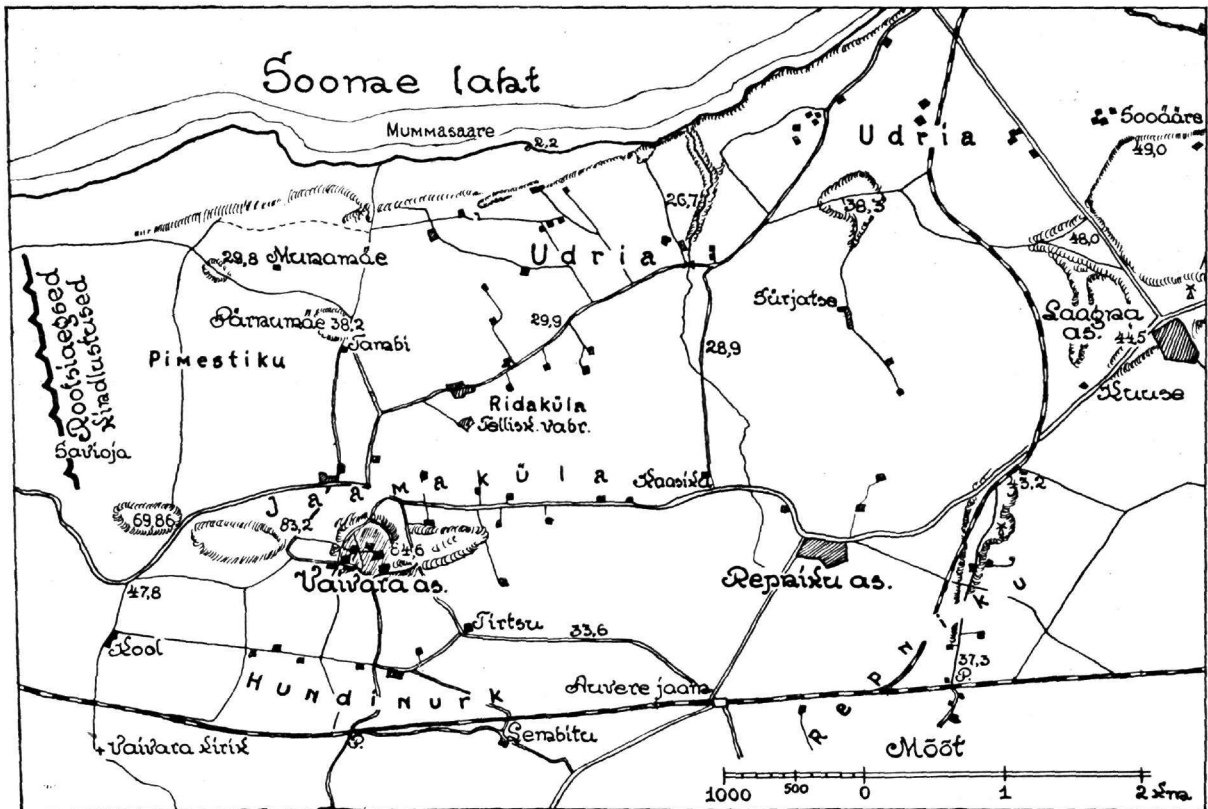 Soome laht
Mummasaare
2,2
Udria
Sooääre
49,0
26,7
38,3
48,0
29,8 Munamäe
Udria
Rootsiaegsed
Kindlustused
Savioja
Pärnamäe 38,2
Tambi
Pimestiku
29,9
Sürjatse
28,9
Laagna
as.
44,5
Kuuse
Ridaküla
Tellisk. vabr.
Jaamaküla
Kaasiku
43,2
69,86
83,2
84,6
Vaivara as.
Repniku as.
47,8
Kool
Tirtsu
33,6
Hundinurk
37,3
P.
Auvere jaam
Repniku
+ Vaivara kirik
P.
Sembitu
Mõõt
1000 500 0 1 2 km